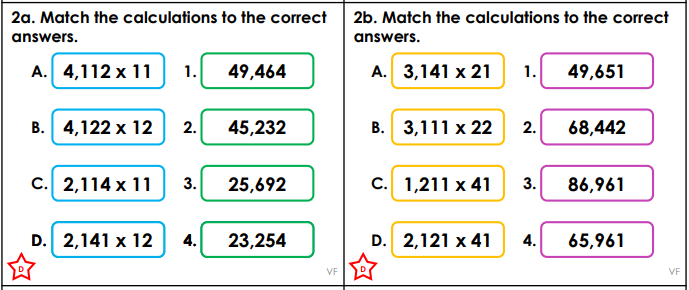 2a. Match the calculations to the correct
answers.
A. 4,112 x 11 1. 49,464
B. 4,122 x 12 2. 45,232
C. 2,114 x 11 3. 25,692
D. 2,141 x 12 4. 23,254
D
VF
2b. Match the calculations to the correct
answers.
A. 3,141 x 21 1. 49,651
B. 3,111 x 22 2. 68,442
C. 1,211 x 41 3. 86,961
D. 2,121 x 41 4. 65,961
D
VF